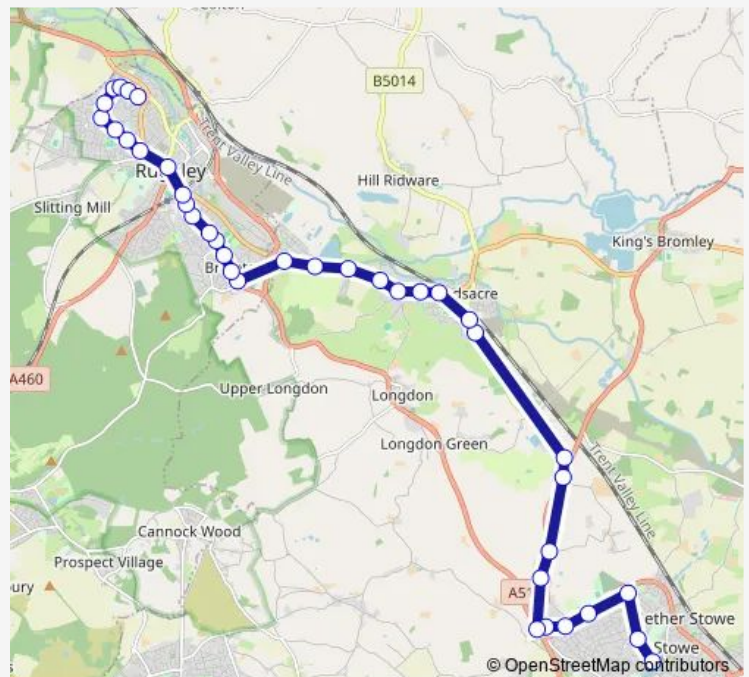 B5014
Trent Valley Line
Hill Ridware
Slitting Mill
King's Bromley
A460
Upper Longdon
Longdon
Longdon Green
Trent Valley Line
Cannock Wood
Prospect Village
Stowe
© OpenStreetMap contributors